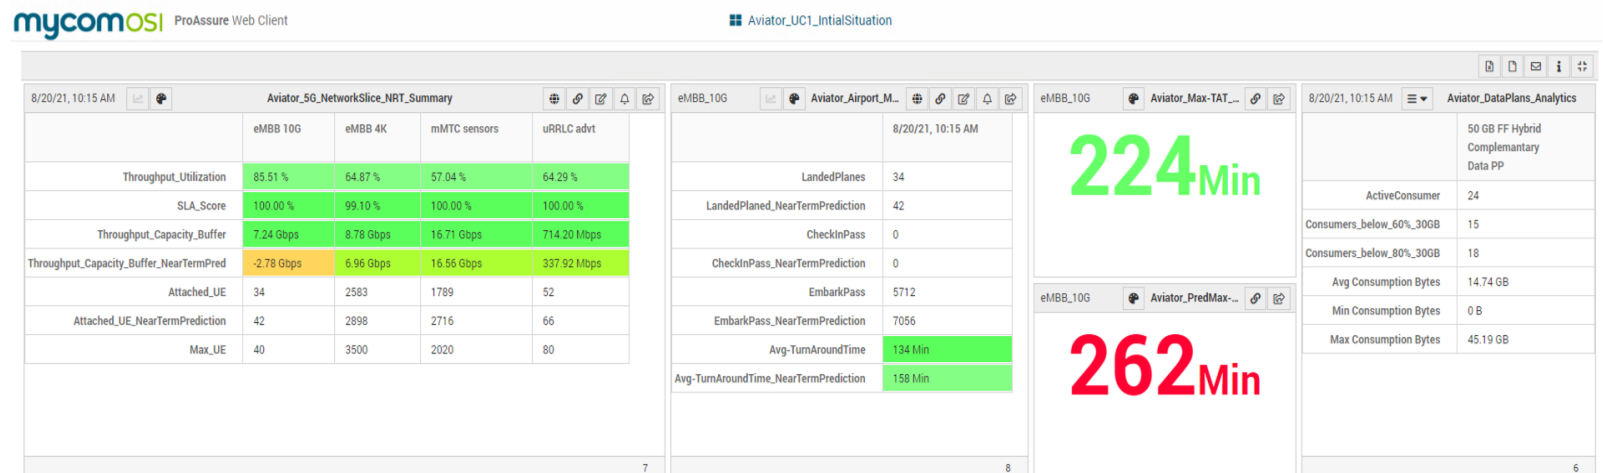 mycomOSI ProAssure Web Client
Aviator_UC1_IntialSituation
8/20/21, 10:15 AM Aviator_5G_NetworkSlice_NRT_Summary
eMBB 10G eMBB 4K mMTC sensors uRRLC advt
Throughput_Utilization 85.51 % 64.87 % 57.04 % 64.29 %
SLA_Score 100.00 % 99.10 % 100.00 % 100.00 %
Throughput_Capacity_Buffer 7.24 Gbps 8.78 Gbps 16.71 Gbps 714.20 Mbps
Throughput_Capacity_Buffer_NearTermPred -2.78 Gbps 6.96 Gbps 16.56 Gbps 337.92 Mbps
Attached_UE 34 2583 1789 52
Attached_UE_NearTermPrediction 42 2898 2716 66
Max_UE 40 3500 2020 80
7
eMBB_10G Aviator_Airport_M...
8/20/21, 10:15 AM
LandedPlanes 34
LandedPlaned_NearTermPrediction 42
CheckInPass 0
CheckInPass_NearTermPrediction 0
EmbarkPass 5712
EmbarkPass_NearTermPrediction 7056
Avg-TurnAroundTime 134 Min
Avg-TurnAroundTime_NearTermPrediction 158 Min
8
eMBB_10G Aviator_Max-TAT_...
224Min
eMBB_10G Aviator_PredMax-...
262Min
8/20/21, 10:15 AM Aviator_DataPlans_Analytics
50 GB FF Hybrid
Complemantary
Data PP
ActiveConsumer 24
Consumers_below_60%_30GB 15
Consumers_below_80%_30GB 18
Avg Consumption Bytes 14.74 GB
Min Consumption Bytes 0 B
Max Consumption Bytes 45.19 GB
6